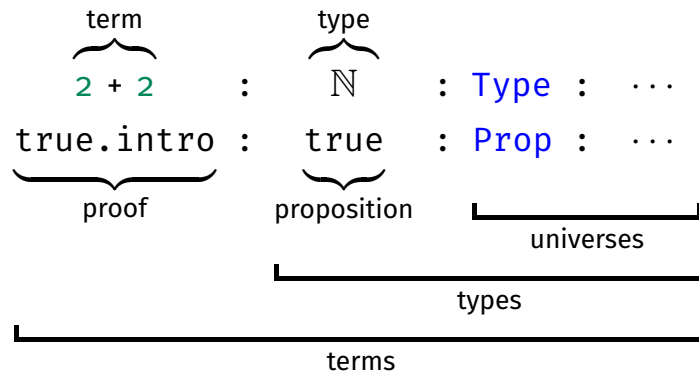 term type
2 + 2 : ℕ : Type : ···
true.intro : true : Prop : ···
proof proposition
universes
types
terms